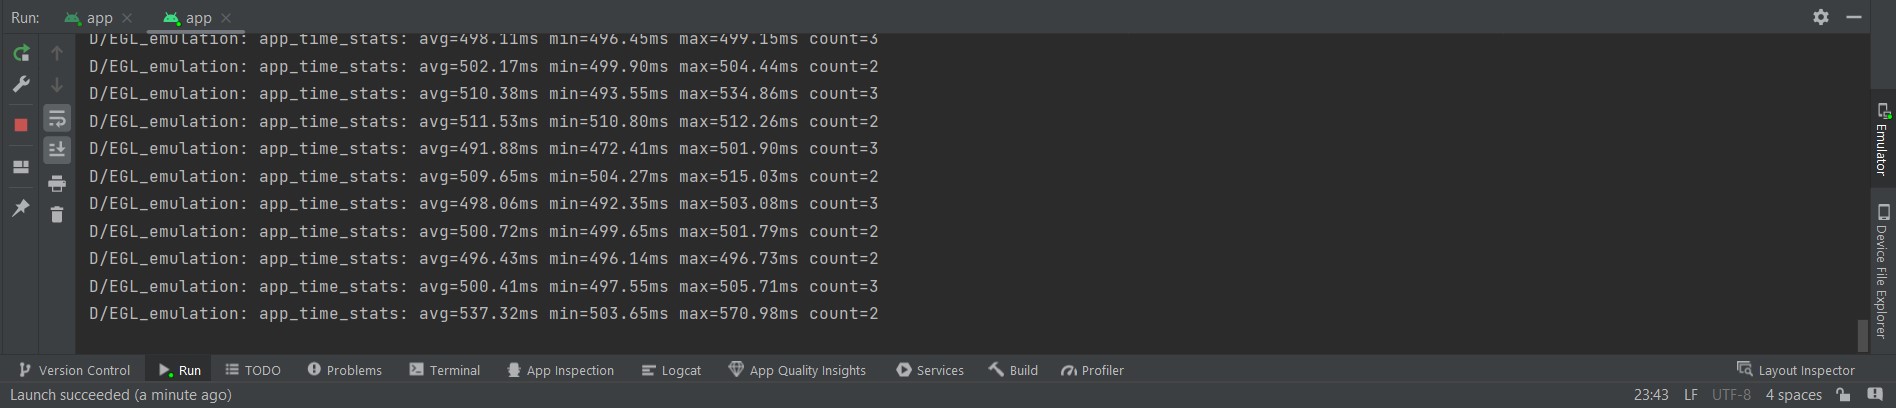 Run: app app
D/EGL_emulation: app_time_stats: avg=498.11ms min=496.45ms max=499.15ms count=3
D/EGL_emulation: app_time_stats: avg=502.17ms min=499.90ms max=504.44ms count=2
D/EGL_emulation: app_time_stats: avg=510.38ms min=493.55ms max=534.86ms count=3
D/EGL_emulation: app_time_stats: avg=511.53ms min=510.80ms max=512.26ms count=2
D/EGL_emulation: app_time_stats: avg=491.88ms min=472.41ms max=501.90ms count=3
D/EGL_emulation: app_time_stats: avg=509.65ms min=504.27ms max=515.03ms count=2
D/EGL_emulation: app_time_stats: avg=498.06ms min=492.35ms max=503.08ms count=3
D/EGL_emulation: app_time_stats: avg=500.72ms min=499.65ms max=501.79ms count=2
D/EGL_emulation: app_time_stats: avg=496.43ms min=496.14ms max=496.73ms count=2
D/EGL_emulation: app_time_stats: avg=500.41ms min=497.55ms max=505.71ms count=3
D/EGL_emulation: app_time_stats: avg=537.32ms min=503.65ms max=570.98ms count=2
Emulator
Device File Explorer
Version Control Run TODO Problems Terminal App Inspection Logcat App Quality Insights Services Build Profiler Layout Inspector
Launch succeeded (a minute ago) 23:43 LF UTF-8 4 spaces